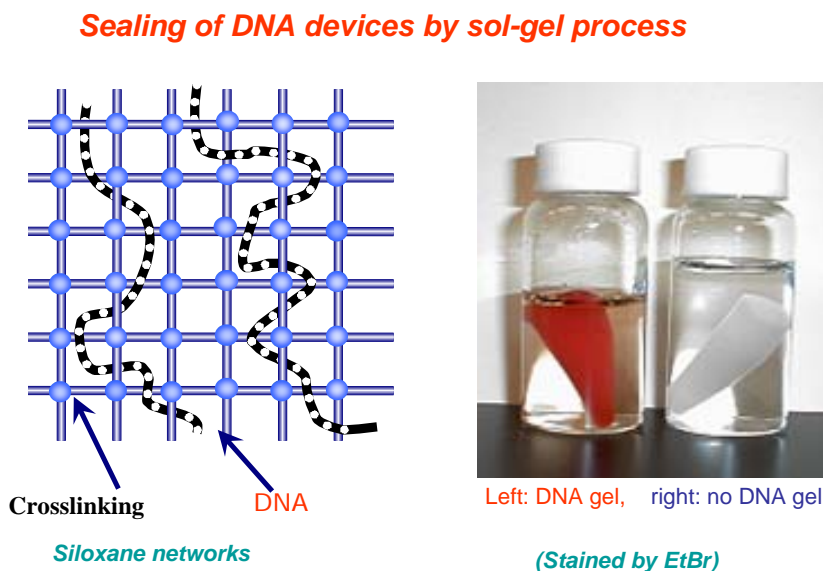 Sealing of DNA devices by sol-gel process
Crosslinking
DNA
Siloxane networks
Left: DNA gel, right: no DNA gel
(Stained by EtBr)